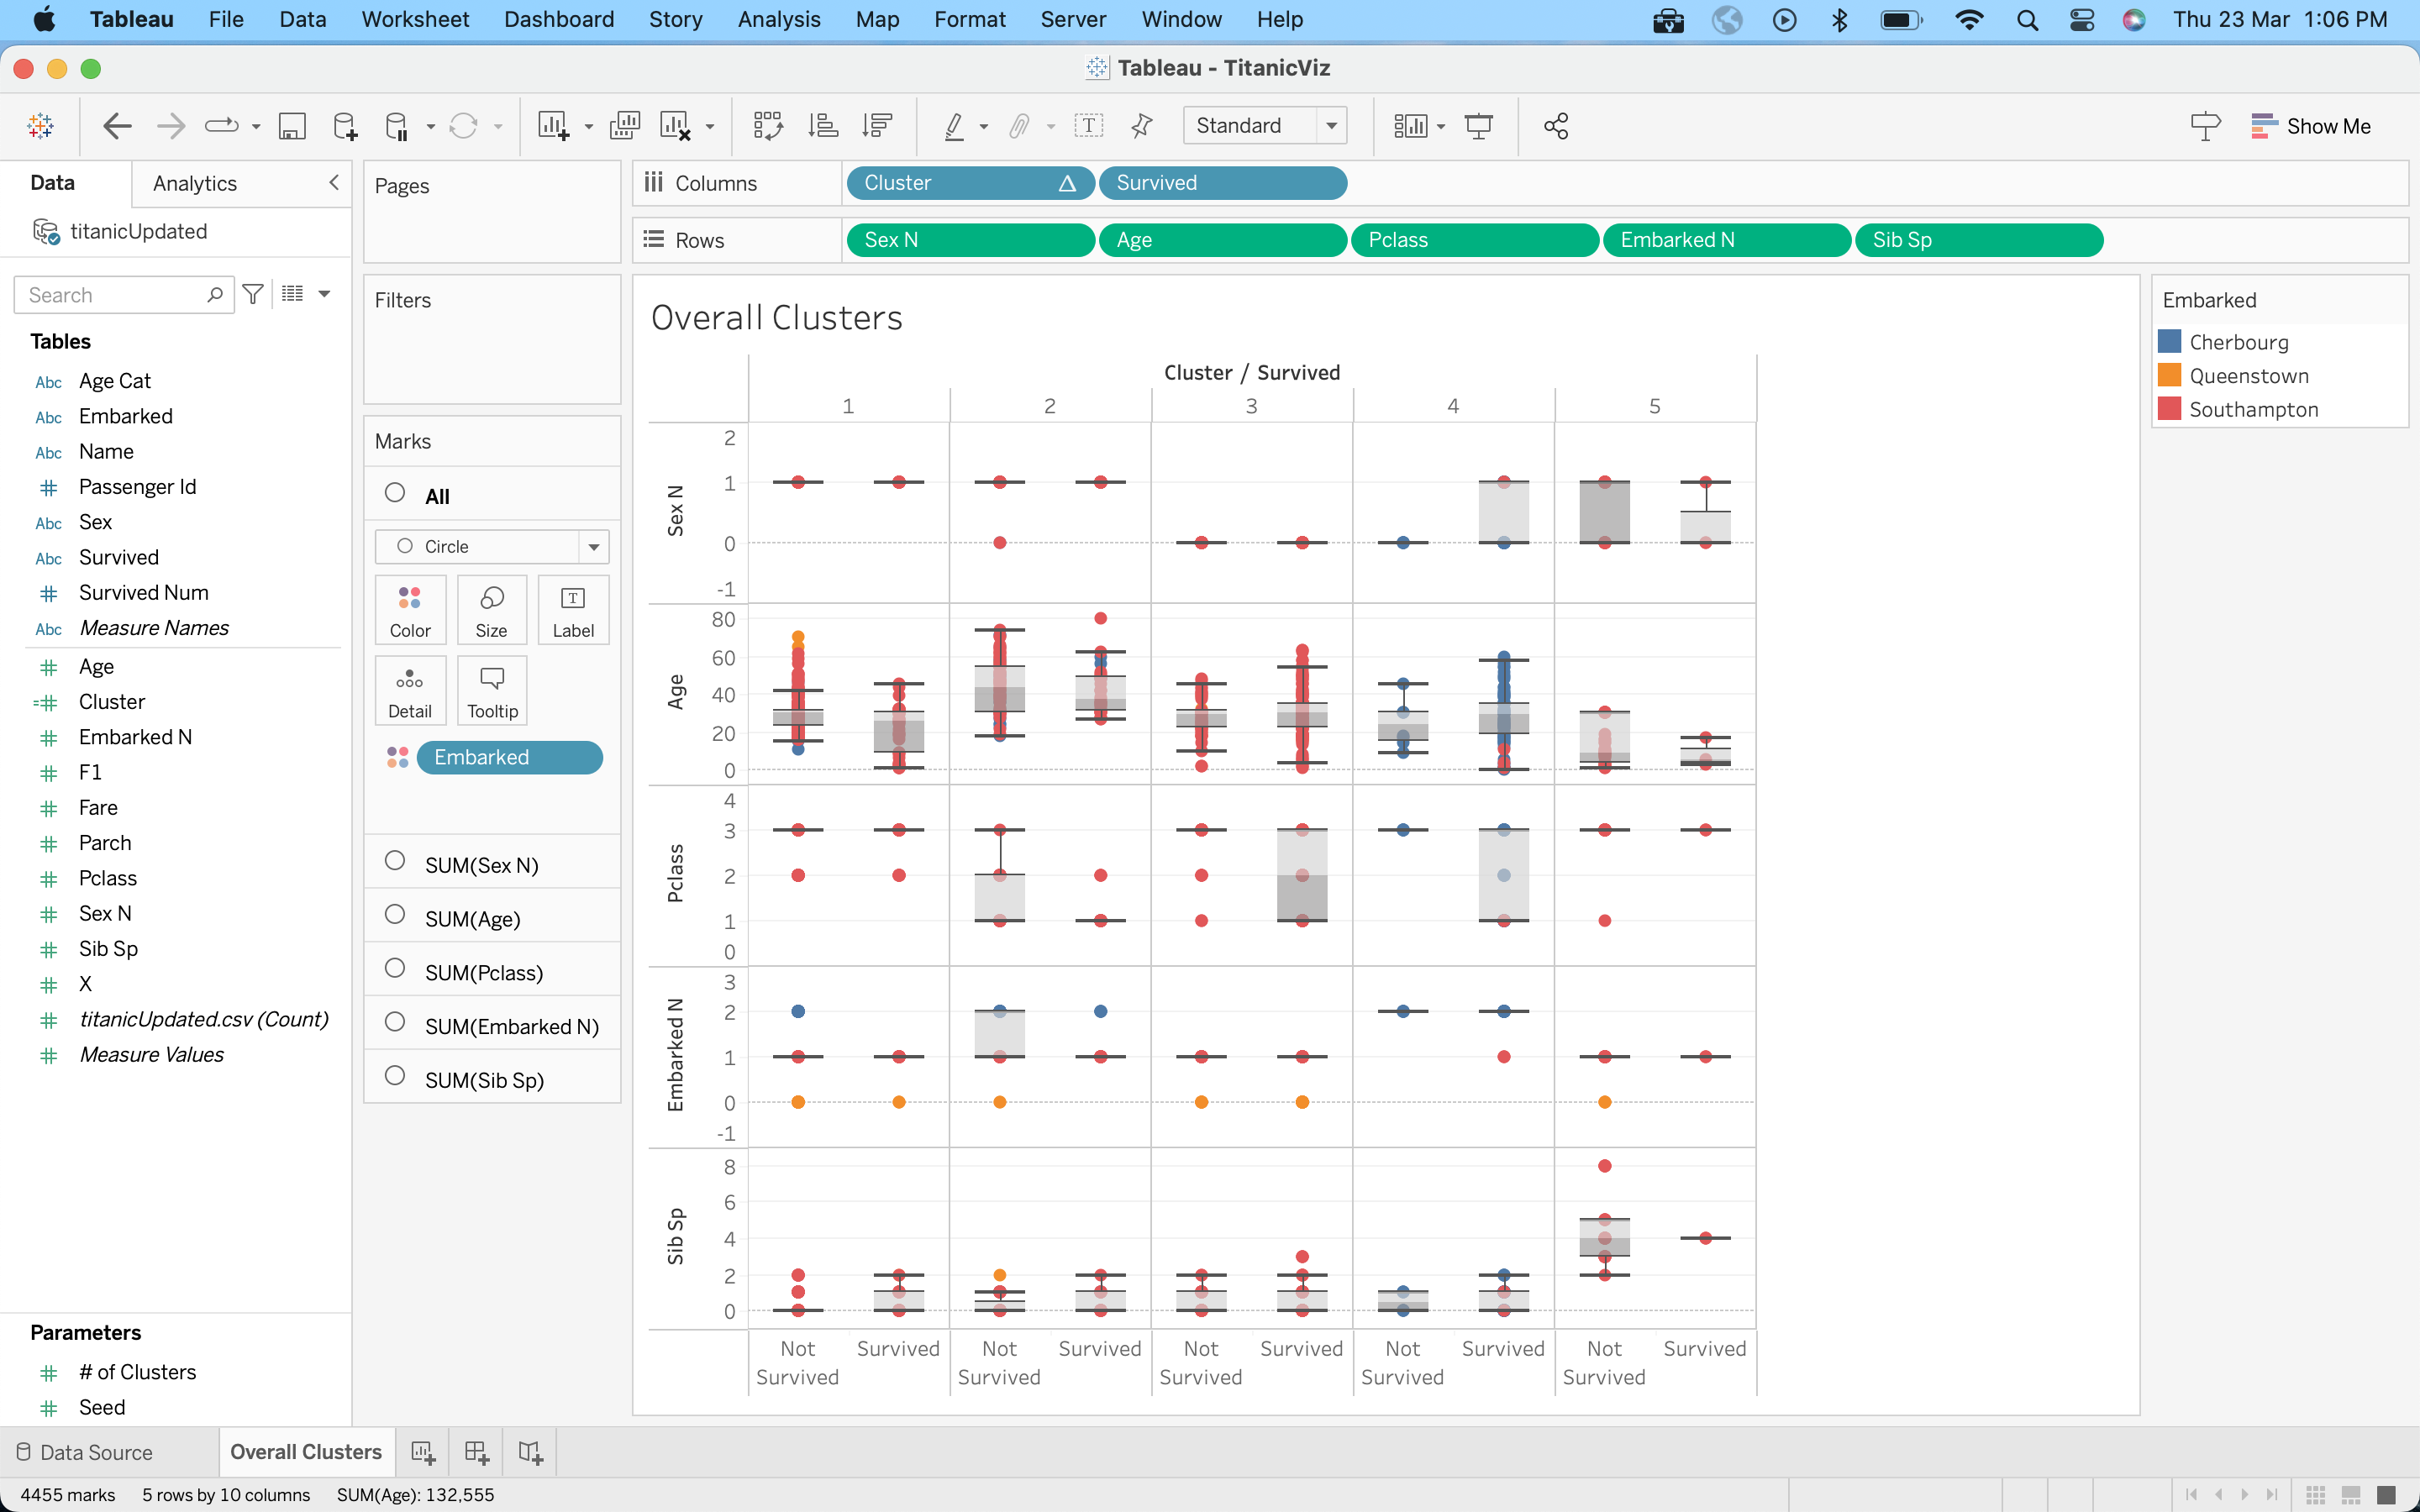 Tableau File Data Worksheet Dashboard Story Analysis Map Format Server Window Help Thu 23 Mar 1:06 PM
Tableau - TitanicViz
Standard Show Me
Data Analytics
titanicUpdated
Search
Tables
Abc Age Cat
Abc Embarked
Abc Name
Passenger Id
Abc Sex
Abc Survived
Survived Num
Abc Measure Names
Age
Cluster
Embarked N
F1
Fare
Parch
Pclass
Sex N
Sib Sp
X
titanicUpdated.csv (Count)
Measure Values
Parameters
# of Clusters
Seed
Pages
Filters
Marks
All
Circle
Color Size Label
Detail Tooltip
Embarked
SUM(Sex N)
SUM(Age)
SUM(Pclass)
SUM(Embarked N)
SUM(Sib Sp)
Columns Cluster Survived
Rows Sex N Age Pclass Embarked N Sib Sp
Overall Clusters
Cluster / Survived
1 2 3 4 5
Sex N
2
1
0
-1
Age
80
60
40
20
0
Pclass
4
3
2
1
0
Embarked N
3
2
1
0
-1
Sib Sp
8
6
4
2
0
Not Survived Survived Not Survived Survived Not Survived Survived Not Survived Survived Not Survived Survived
Embarked
Cherbourg
Queenstown
Southampton
Data Source Overall Clusters
4455 marks 5 rows by 10 columns SUM(Age): 132,555